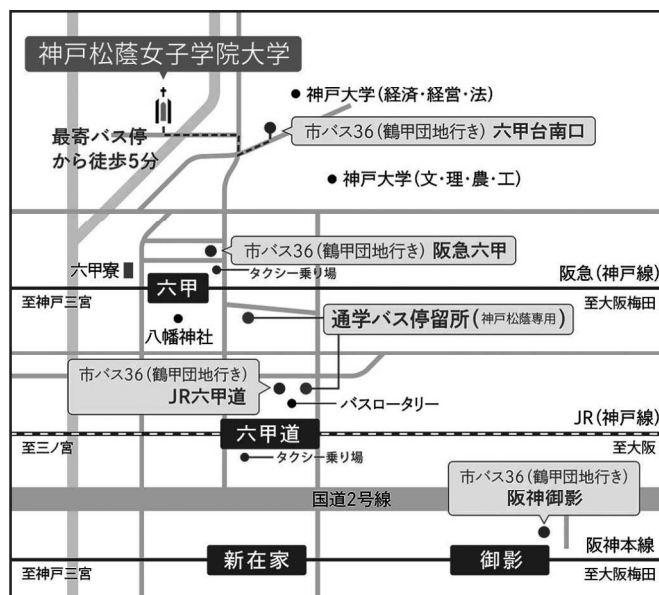 神戸松蔭女子学院大学
神戸大学(経済・経営・法)
最寄バス停
から徒歩5分
市バス36(鶴甲団地行き) 六甲台南口
神戸大学(文・理・農・工)
市バス36(鶴甲団地行き) 阪急六甲
六甲寮
タクシー乗り場
阪急(神戸線)
六甲
至神戸三宮
至大阪梅田
八幡神社
通学バス停留所(神戸松蔭専用)
市バス36(鶴甲団地行き)
JR六甲道
バスロータリー
JR(神戸線)
六甲道
至三ノ宮
至大阪
タクシー乗り場
市バス36(鶴甲団地行き)
阪神御影
国道2号線
阪神本線
新在家
御影
至神戸三宮
至大阪梅田